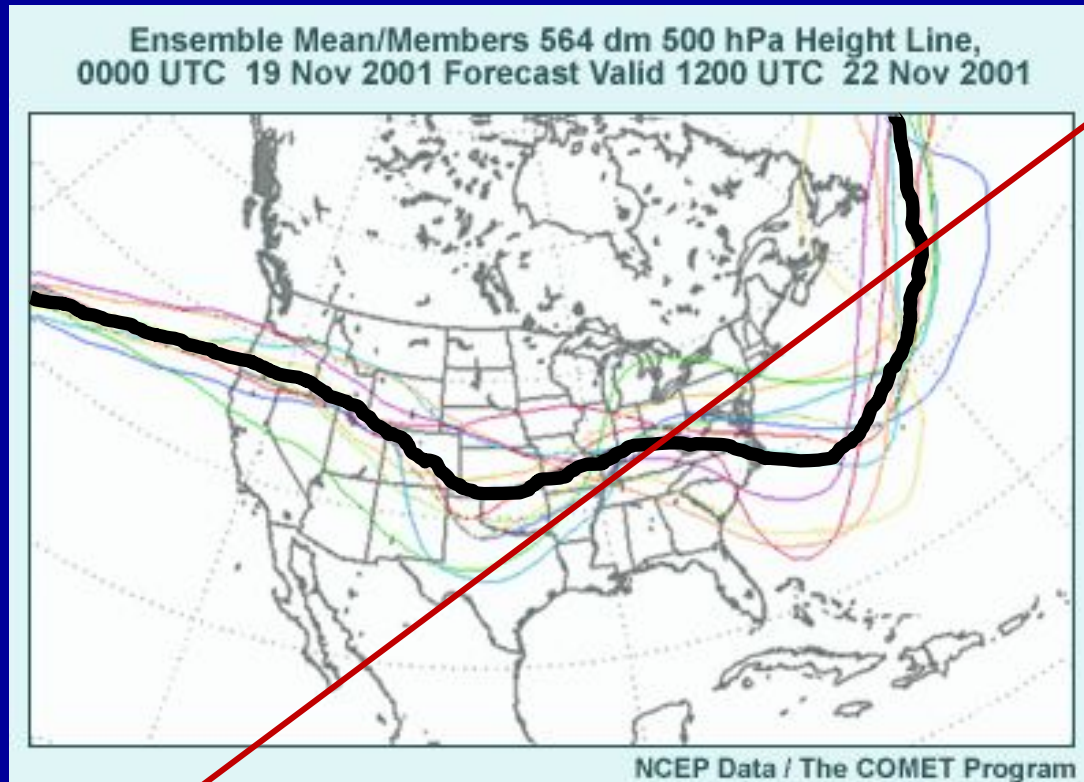 Ensemble Mean/Members 564 dm 500 hPa Height Line,
0000 UTC 19 Nov 2001 Forecast Valid 1200 UTC 22 Nov 2001
NCEP Data / The COMET Program